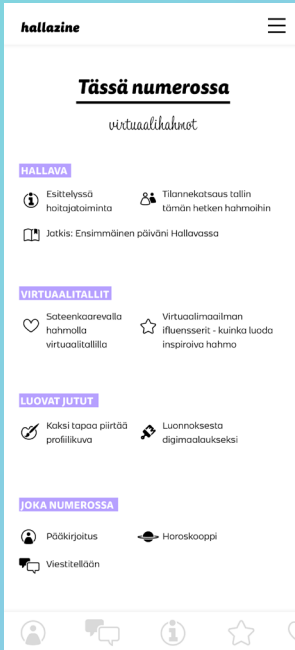 hallazine
Tässä numerossa
virtuaalihahmot
HALLAVA
Esittelyssä
hoitajatoiminta
Tilannekatsaus tallin
tämän hetken hahmoihin
Jatkis: Ensimmäinen päiväni Hallavassa
VIRTUAALITALLIT
Sateenkaarevalla
hahmolla
virtuaalitallilla
Virtuaalimaailman
ifluensserit - kuinka luoda
inspiroiva hahmo
LUOVAT JUTUT
Kaksi tapaa piirtää
profiilikuva
Luonnoksesta
digimaalaukseksi
JOKA NUMEROSSA
Pääkirjoitus
Horoskooppi
Viestitellään